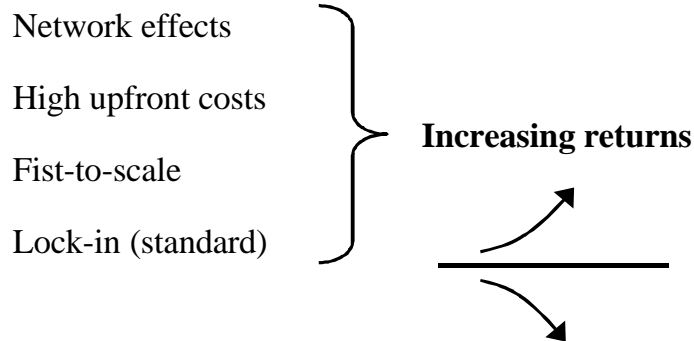 Network effects
High upfront costs
Increasing returns
Fist-to-scale
Lock-in (standard)